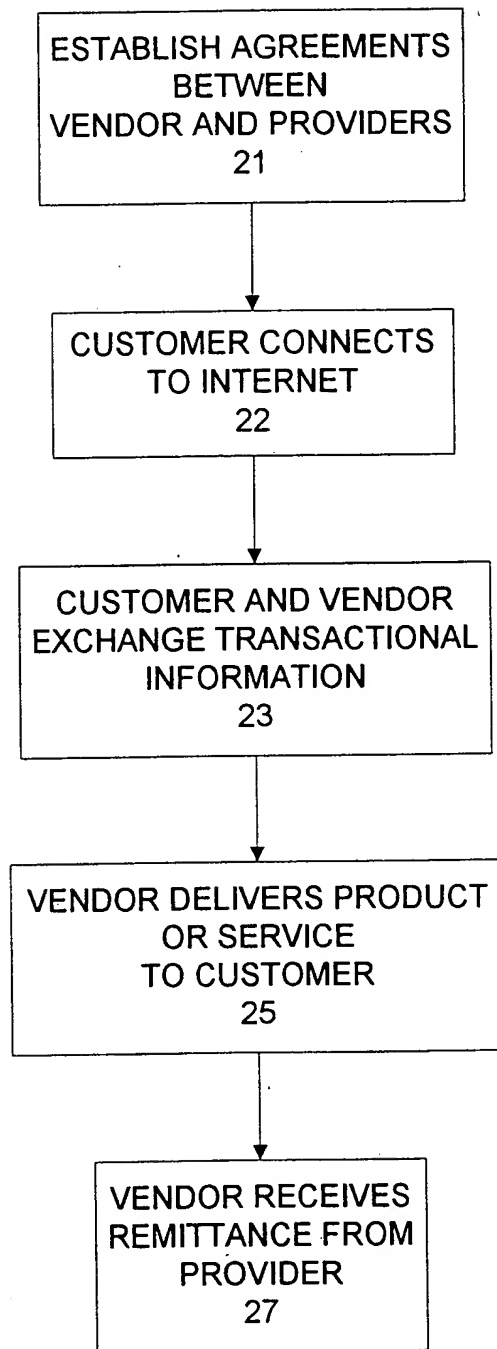 ESTABLISH AGREEMENTS
BETWEEN
VENDOR AND PROVIDERS
21
CUSTOMER CONNECTS
TO INTERNET
22
CUSTOMER AND VENDOR
EXCHANGE TRANSACTIONAL
INFORMATION
23
VENDOR DELIVERS PRODUCT
OR SERVICE
TO CUSTOMER
25
VENDOR RECEIVES
REMITTANCE FROM
PROVIDER
27